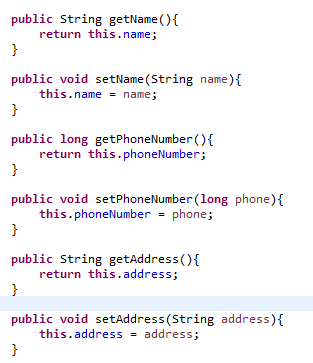 public String getName(){
    return this.name;
}

public void setName(String name){
    this.name = name;
}

public long getPhoneNumber(){
    return this.phoneNumber;
}

public void setPhoneNumber(long phone){
    this.phoneNumber = phone;
}

public String getAddress(){
    return this.address;
}

public void setAddress(String address){
    this.address = address;
}